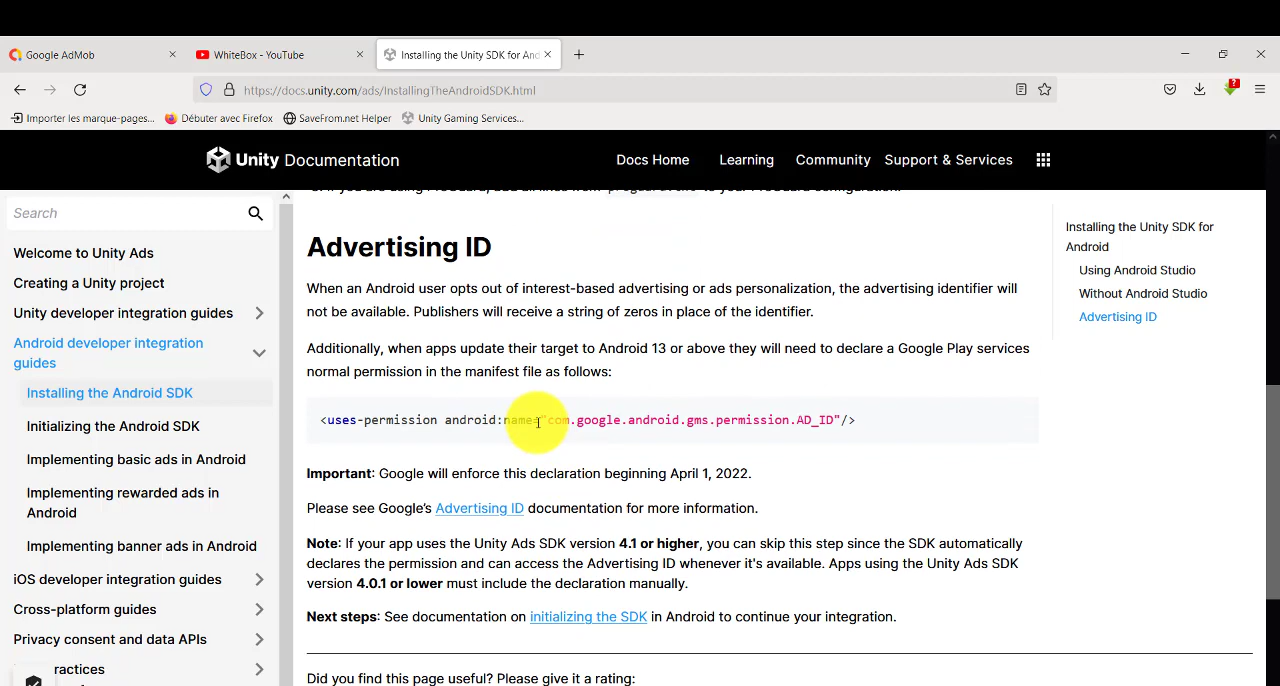 Google AdMob
WhiteBox - YouTube
Installing the Unity SDK for And
https://docs.unity.com/ads/InstallingTheAndroidSDK.html
Importer les marque-pages...
Débuter avec Firefox
SaveFrom.net Helper
Unity Gaming Services...
Unity Documentation
Docs Home
Learning
Community
Support & Services
Search
Welcome to Unity Ads
Creating a Unity project
Unity developer integration guides
Android developer integration
guides
Installing the Android SDK
Initializing the Android SDK
Implementing basic ads in Android
Implementing rewarded ads in
Android
Implementing banner ads in Android
iOS developer integration guides
Cross-platform guides
Privacy consent and data APIs
practices
Advertising ID
When an Android user opts out of interest-based advertising or ads personalization, the advertising identifier will
not be available. Publishers will receive a string of zeros in place of the identifier.
Additionally, when apps update their target to Android 13 or above they will need to declare a Google Play services
normal permission in the manifest file as follows:
<uses-permission android:name="com.google.android.gms.permission.AD_ID"/>
Important: Google will enforce this declaration beginning April 1, 2022.
Please see Google's Advertising ID documentation for more information.
Note: If your app uses the Unity Ads SDK version 4.1 or higher, you can skip this step since the SDK automatically
declares the permission and can access the Advertising ID whenever it's available. Apps using the Unity Ads SDK
version 4.0.1 or lower must include the declaration manually.
Next steps: See documentation on initializing the SDK in Android to continue your integration.
Did you find this page useful? Please give it a rating:
Installing the Unity SDK for
Android
Using Android Studio
Without Android Studio
Advertising ID